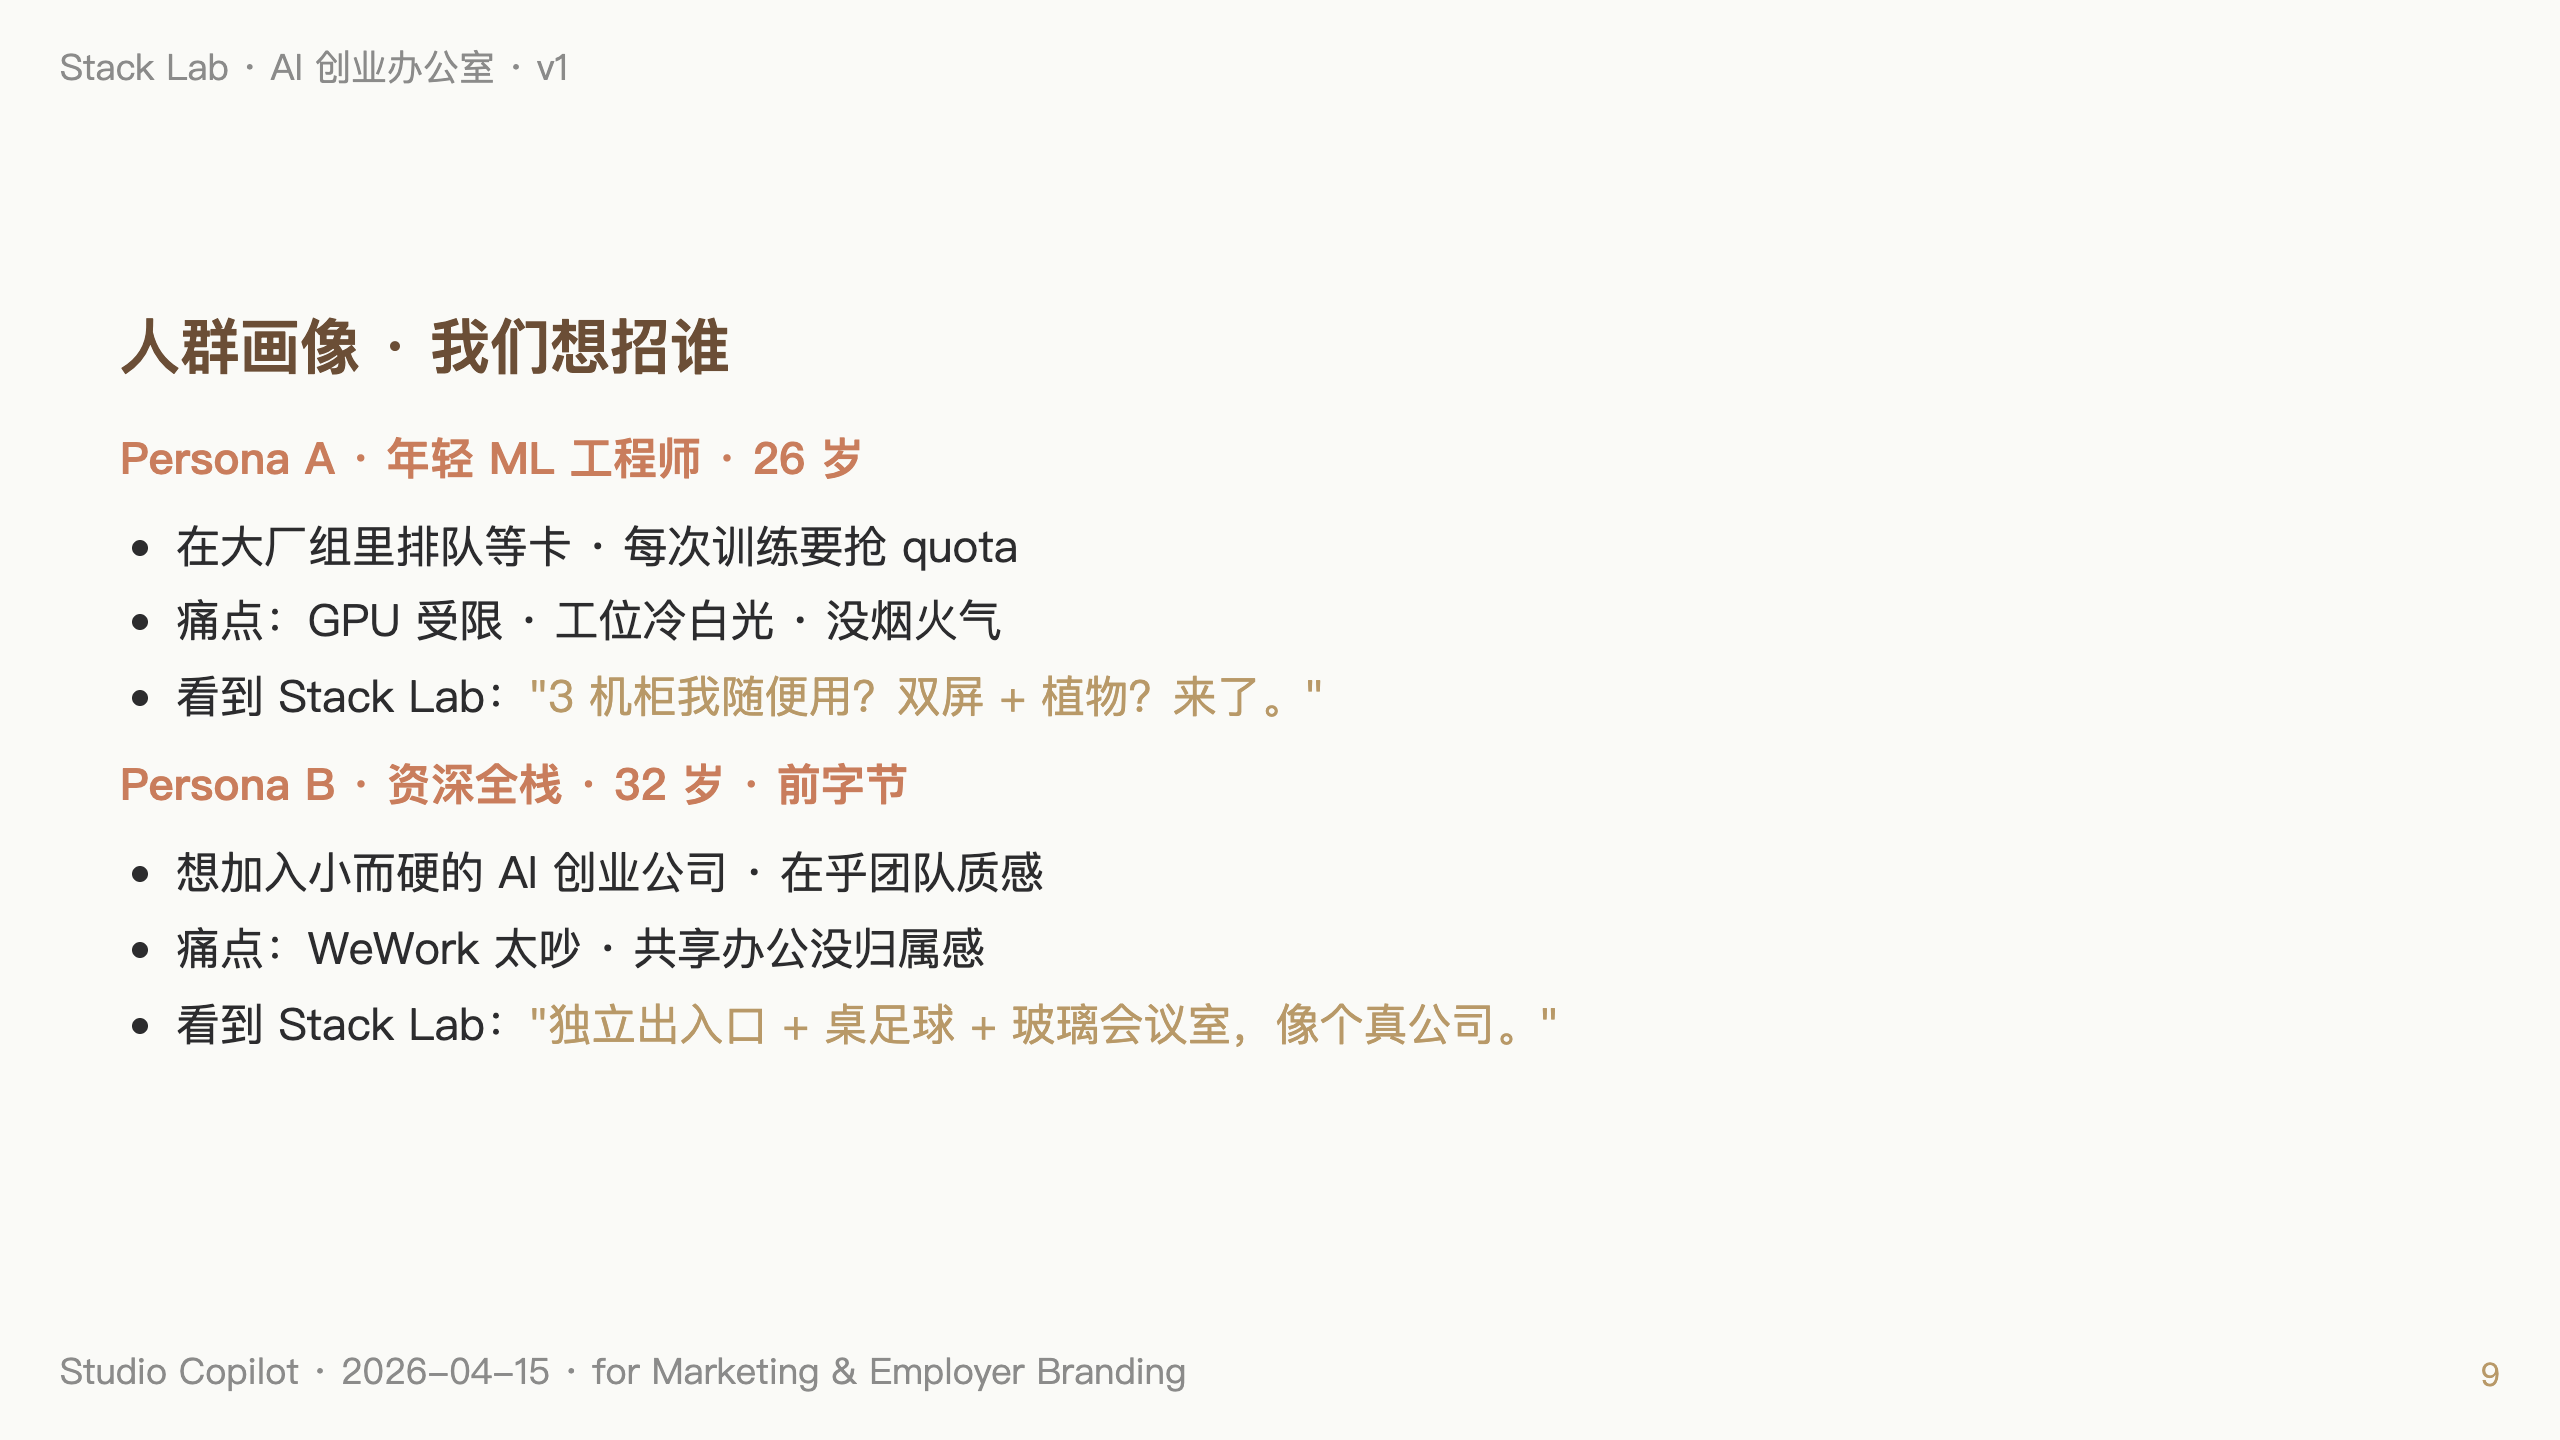 Stack Lab · AI 创业办公室 · v1
人群画像 · 我们想招谁
Persona A · 年轻 ML 工程师 · 26 岁
• 在大厂组里排队等卡 · 每次训练要抢 quota
• 痛点：GPU 受限 · 工位冷白光 · 没烟火气
• 看到 Stack Lab："3 机柜我随便用？双屏 + 植物？来了。"
Persona B · 资深全栈 · 32 岁 · 前字节
• 想加入小而硬的 AI 创业公司 · 在乎团队质感
• 痛点：WeWork 太吵 · 共享办公没归属感
• 看到 Stack Lab："独立出入口 + 桌足球 + 玻璃会议室，像个真公司。"
Studio Copilot · 2026-04-15 · for Marketing & Employer Branding
9